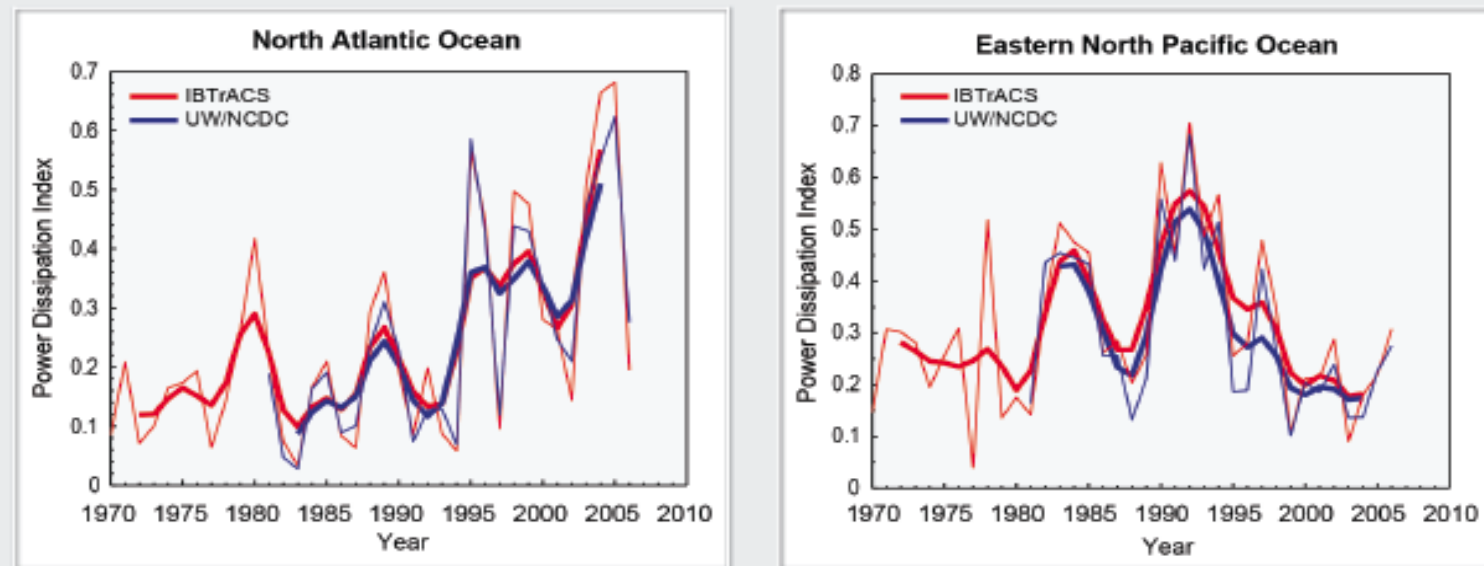 North Atlantic Ocean
0.7
0.6
0.5
0.4
0.3
0.2
0.1
0
Power Dissipation Index
IBTrACS
UW/NCDC
1970 1975 1980 1985 1990 1995 2000 2005 2010
Year
Eastern North Pacific Ocean
0.8
0.7
0.6
0.5
0.4
0.3
0.2
0.1
0
Power Dissipation Index
IBTrACS
UW/NCDC
1970 1975 1980 1985 1990 1995 2000 2005 2010
Year